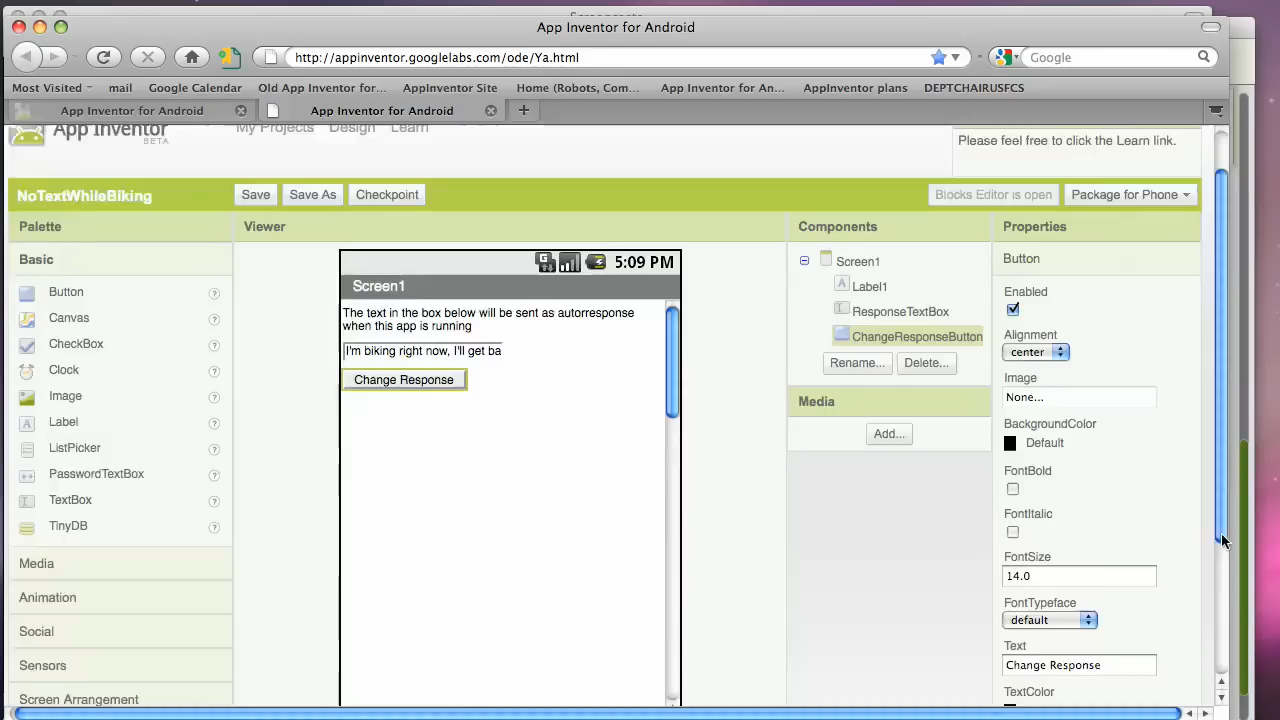 App Inventor for Android
http://appinventor.googlelabs.com/ode/Ya.html
Google
Most Visited mail Google Calendar Old App Inventor for... AppInventor Site Home (Robots, Com... App Inventor for An... AppInventor plans DEPTCHAIRUSFCS
App Inventor for Android App Inventor for Android
App Inventor My Projects Design Learn
BETA
Please feel free to click the Learn link.
NoTextWhileBiking Save Save As Checkpoint Blocks Editor is open Package for Phone
Palette Viewer Components Properties
Basic
Button
Canvas
CheckBox
Clock
Image
Label
ListPicker
PasswordTextBox
TextBox
TinyDB
Media
Animation
Social
Sensors
Screen Arrangement
5:09 PM
Screen1
The text in the box below will be sent as autorresponse
when this app is running
I'm biking right now, I'll get ba
Change Response
Screen1
Label1
ResponseTextBox
ChangeResponseButton
Rename... Delete...
Media
Add...
Button
Enabled
Alignment
center
Image
None...
BackgroundColor
Default
FontBold
FontItalic
FontSize
14.0
FontTypeface
default
Text
Change Response
TextColor